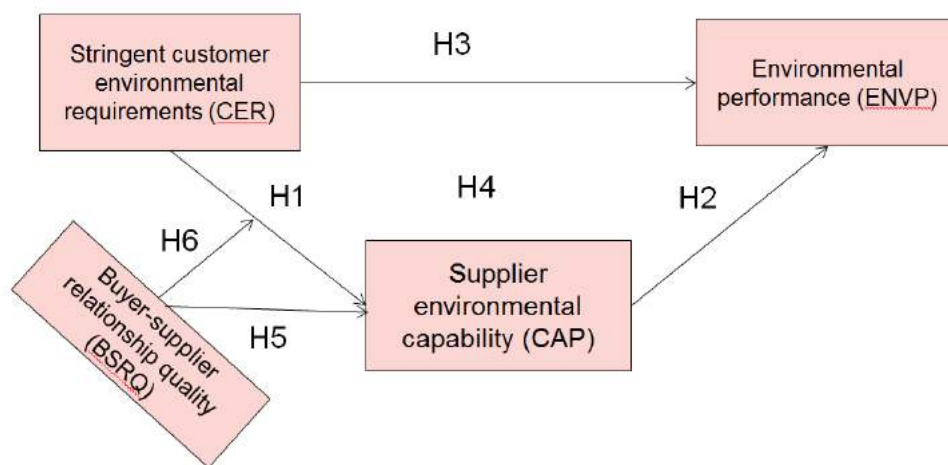 Stringent customer
environmental
requirements (CER)
H3
Environmental
performance (ENVP)
H1
H4
H2
H6
Buyer-supplier
relationship quality
(BSRQ)
H5
Supplier
environmental
capability (CAP)